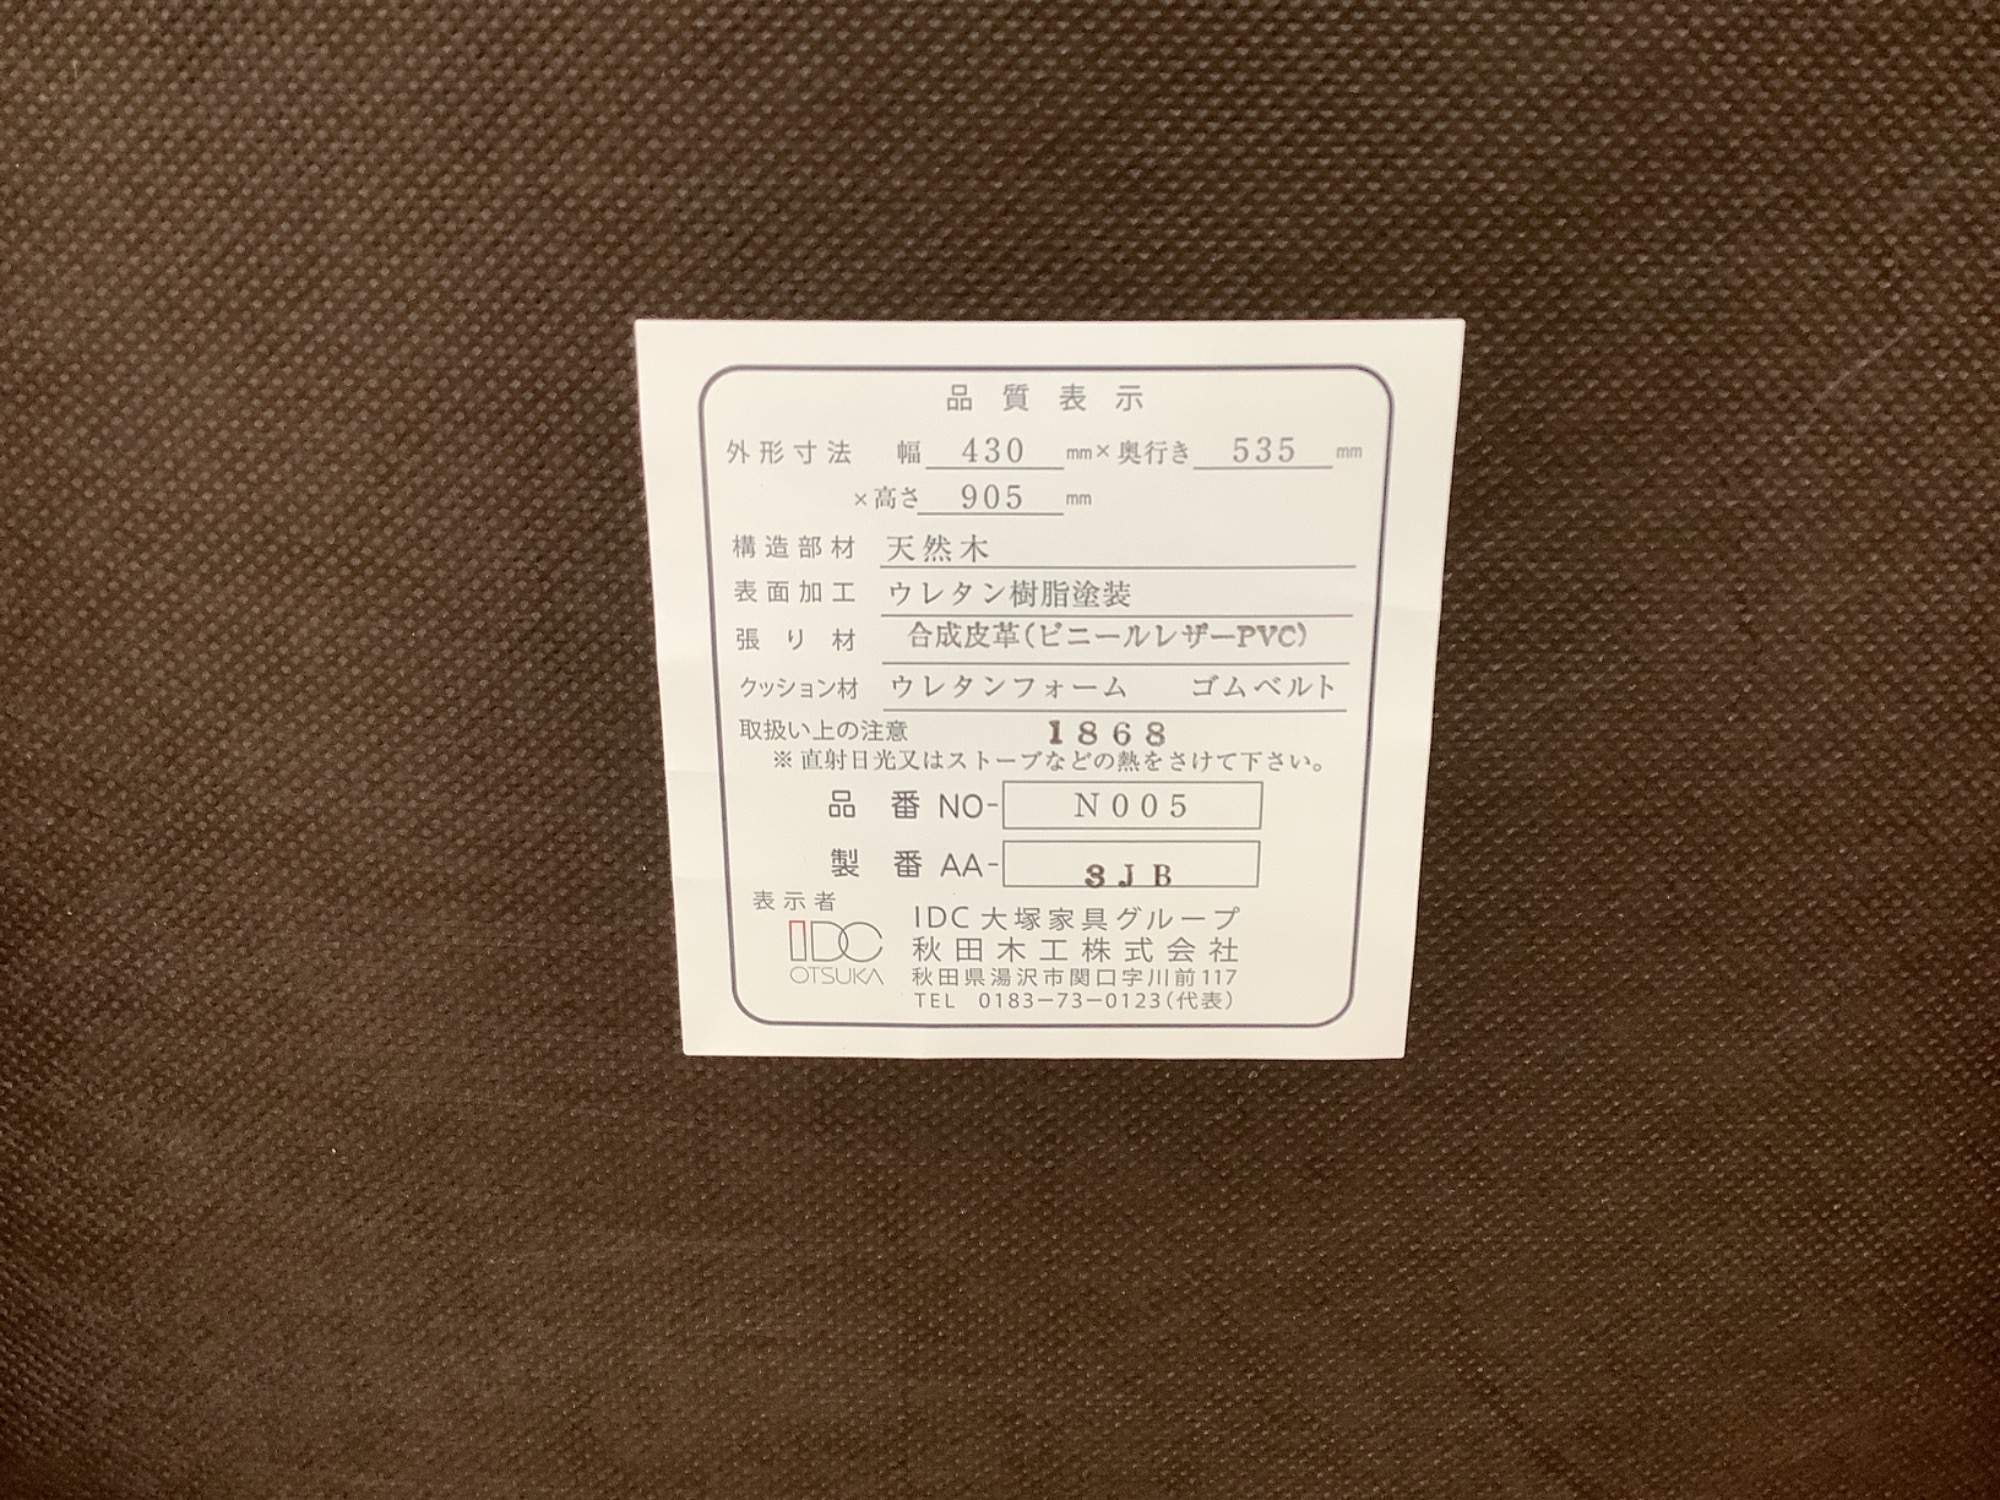 品質表示
外形寸法 幅 430 mm×奥行き 535 mm
×高さ 905 mm
構造部材 天然木
表面加工 ウレタン樹脂塗装
張り材 合成皮革(ビニールレザーPVC)
クッション材 ウレタンフォーム ゴムベルト
取扱い上の注意 1868
※直射日光又はストーブなどの熱をさけて下さい。
品番 NO- N005
製番 AA- 3JB
表示者
IDC
OTSUKA
IDC 大塚家具グループ
秋田木工株式会社
秋田県湯沢市関口字川前117
TEL 0183-73-0123(代表)